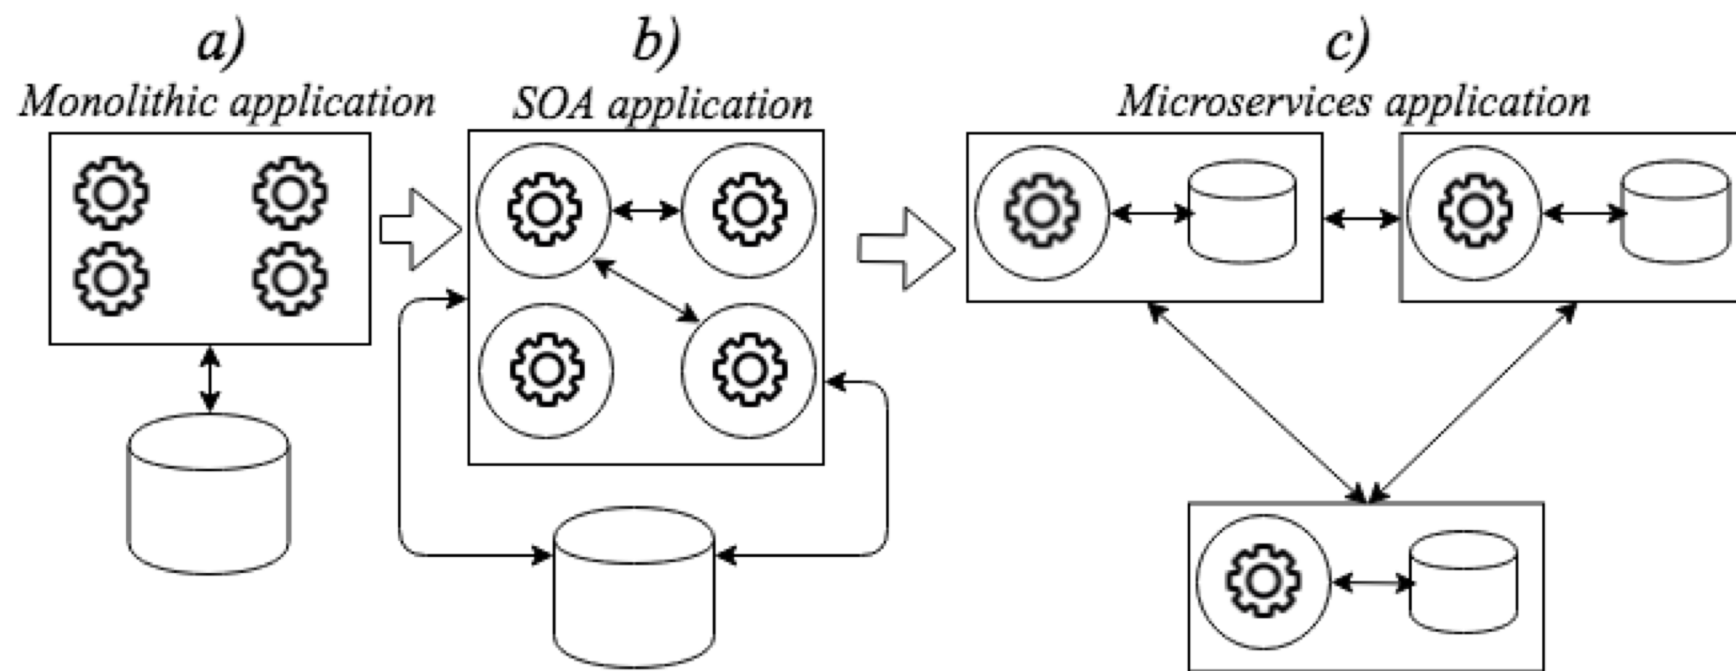 a)
Monolithic application
b)
SOA application
c)
Microservices application